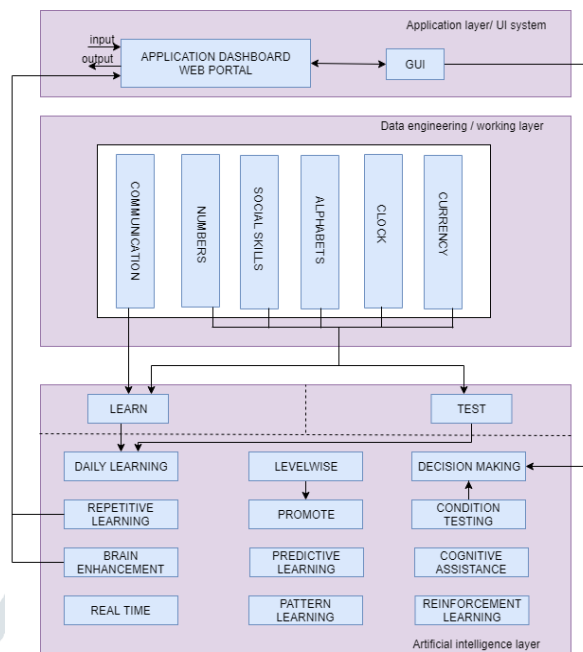 Application layer/ UI system
input
output
APPLICATION DASHBOARD
WEB PORTAL
GUI
Data engineering / working layer
COMMUNICATION
NUMBERS
SOCIAL SKILLS
ALPHABETS
CLOCK
CURRENCY
LEARN
TEST
DAILY LEARNING
LEVELWISE
DECISION MAKING
REPETITIVE
LEARNING
PROMOTE
CONDITION
TESTING
BRAIN
ENHANCEMENT
PREDICTIVE
LEARNING
COGNITIVE
ASSISTANCE
REAL TIME
PATTERN
LEARNING
REINFORCEMENT
LEARNING
Artificial intelligence layer